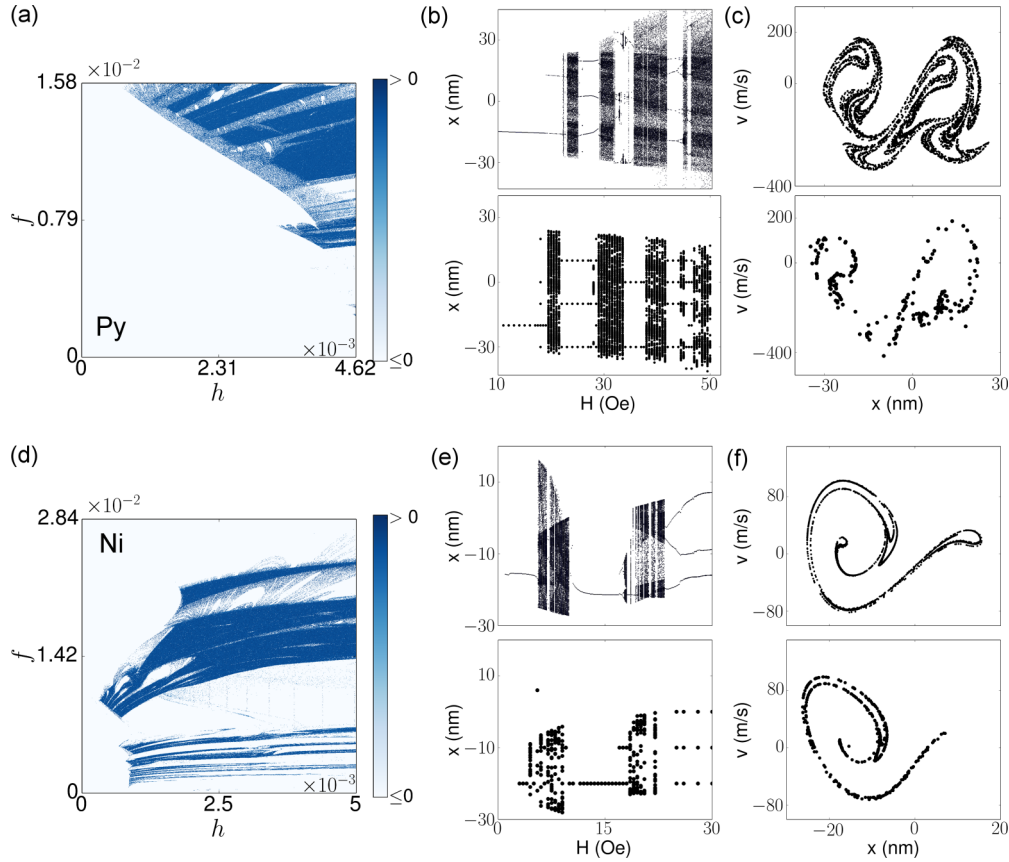 (a)
×10⁻²
1.58
0.79
0
f
Py
×10⁻³
0
2.31
4.62
h
> 0
≤0
(b)
x (nm)
30
0
−30
x (nm)
30
20
10
0
−10
−20
−30
−40
10
30
50
H (Oe)
(c)
v (m/s)
200
0
−400
v (m/s)
200
0
−400
−30
0
30
x (nm)
(d)
×10⁻²
2.84
1.42
0
f
Ni
×10⁻³
0
2.5
5
h
> 0
≤0
(e)
x (nm)
10
−10
−30
x (nm)
10
−10
−30
0
15
30
H (Oe)
(f)
v (m/s)
80
0
−80
v (m/s)
80
0
−80
−20
0
20
x (nm)